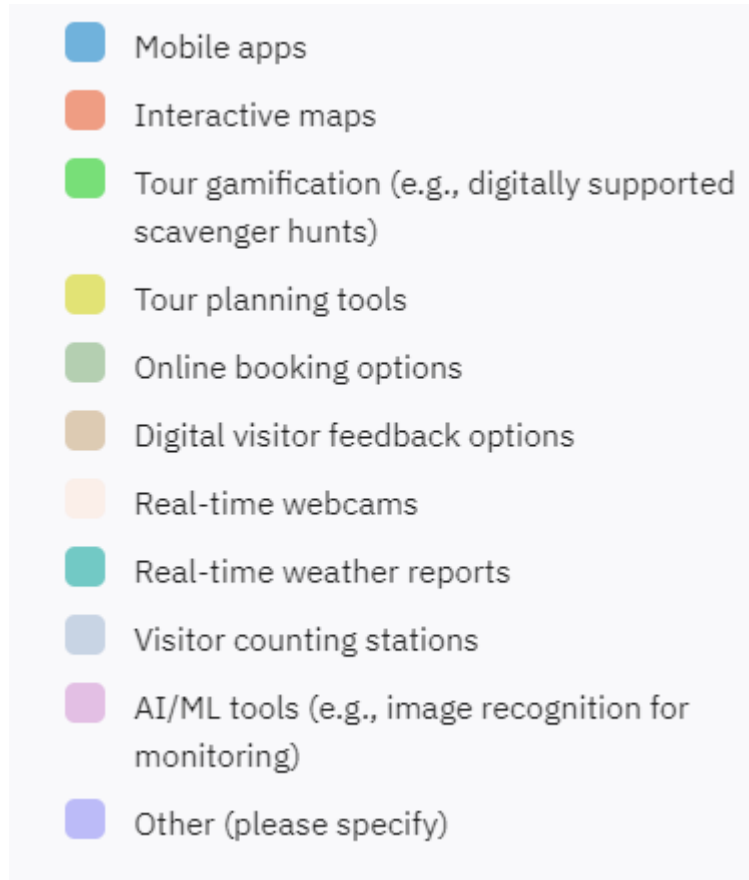 Mobile apps
Interactive maps
Tour gamification (e.g., digitally supported
scavenger hunts)
Tour planning tools
Online booking options
Digital visitor feedback options
Real-time webcams
Real-time weather reports
Visitor counting stations
AI/ML tools (e.g., image recognition for
monitoring)
Other (please specify)